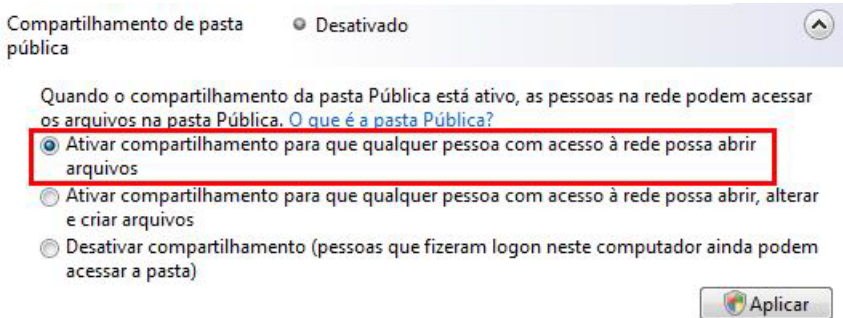 Compartilhamento de pasta pública
Desativado
Quando o compartilhamento da pasta Pública está ativo, as pessoas na rede podem acessar
os arquivos na pasta Pública. O que é a pasta Pública?
Ativar compartilhamento para que qualquer pessoa com acesso à rede possa abrir
arquivos
Ativar compartilhamento para que qualquer pessoa com acesso à rede possa abrir, alterar
e criar arquivos
Desativar compartilhamento (pessoas que fizeram logon neste computador ainda podem
acessar a pasta)
Aplicar